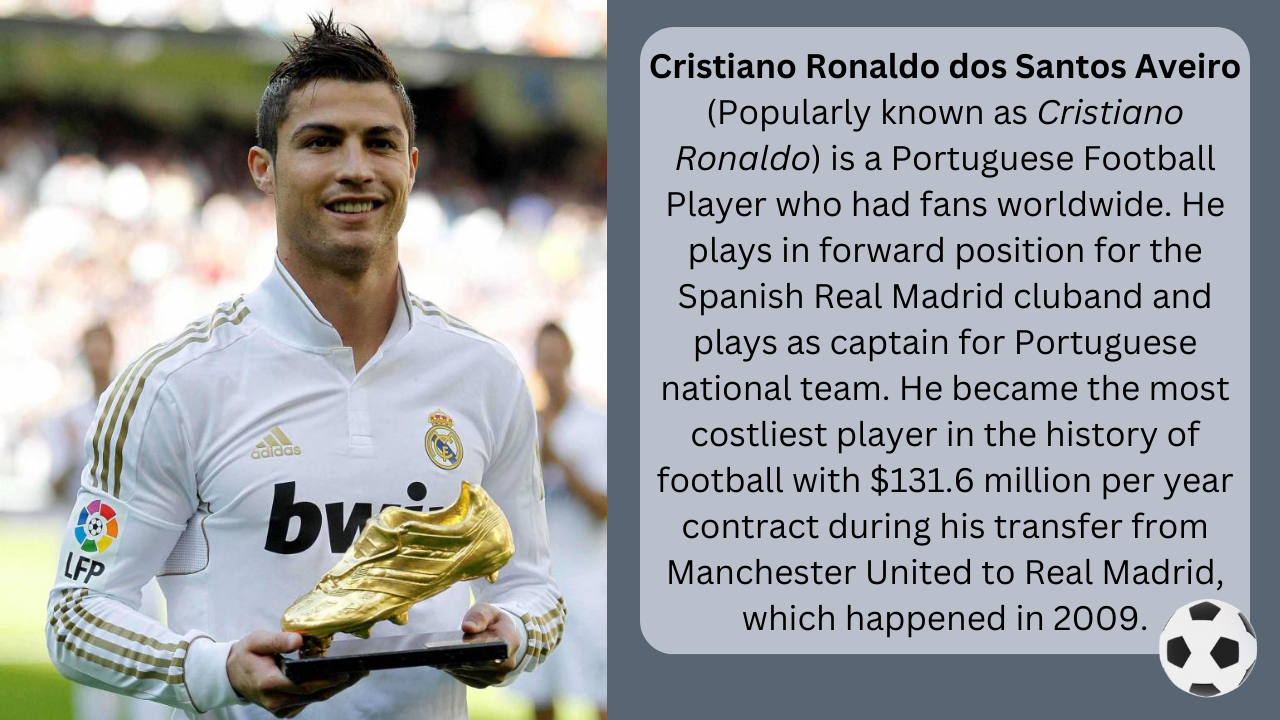 adidas
bwin
LFP
Cristiano Ronaldo dos Santos Aveiro
(Popularly known as Cristiano
Ronaldo) is a Portuguese Football
Player who had fans worldwide. He
plays in forward position for the
Spanish Real Madrid cluband and
plays as captain for Portuguese
national team. He became the most
costliest player in the history of
football with $131.6 million per year
contract during his transfer from
Manchester United to Real Madrid,
which happened in 2009.